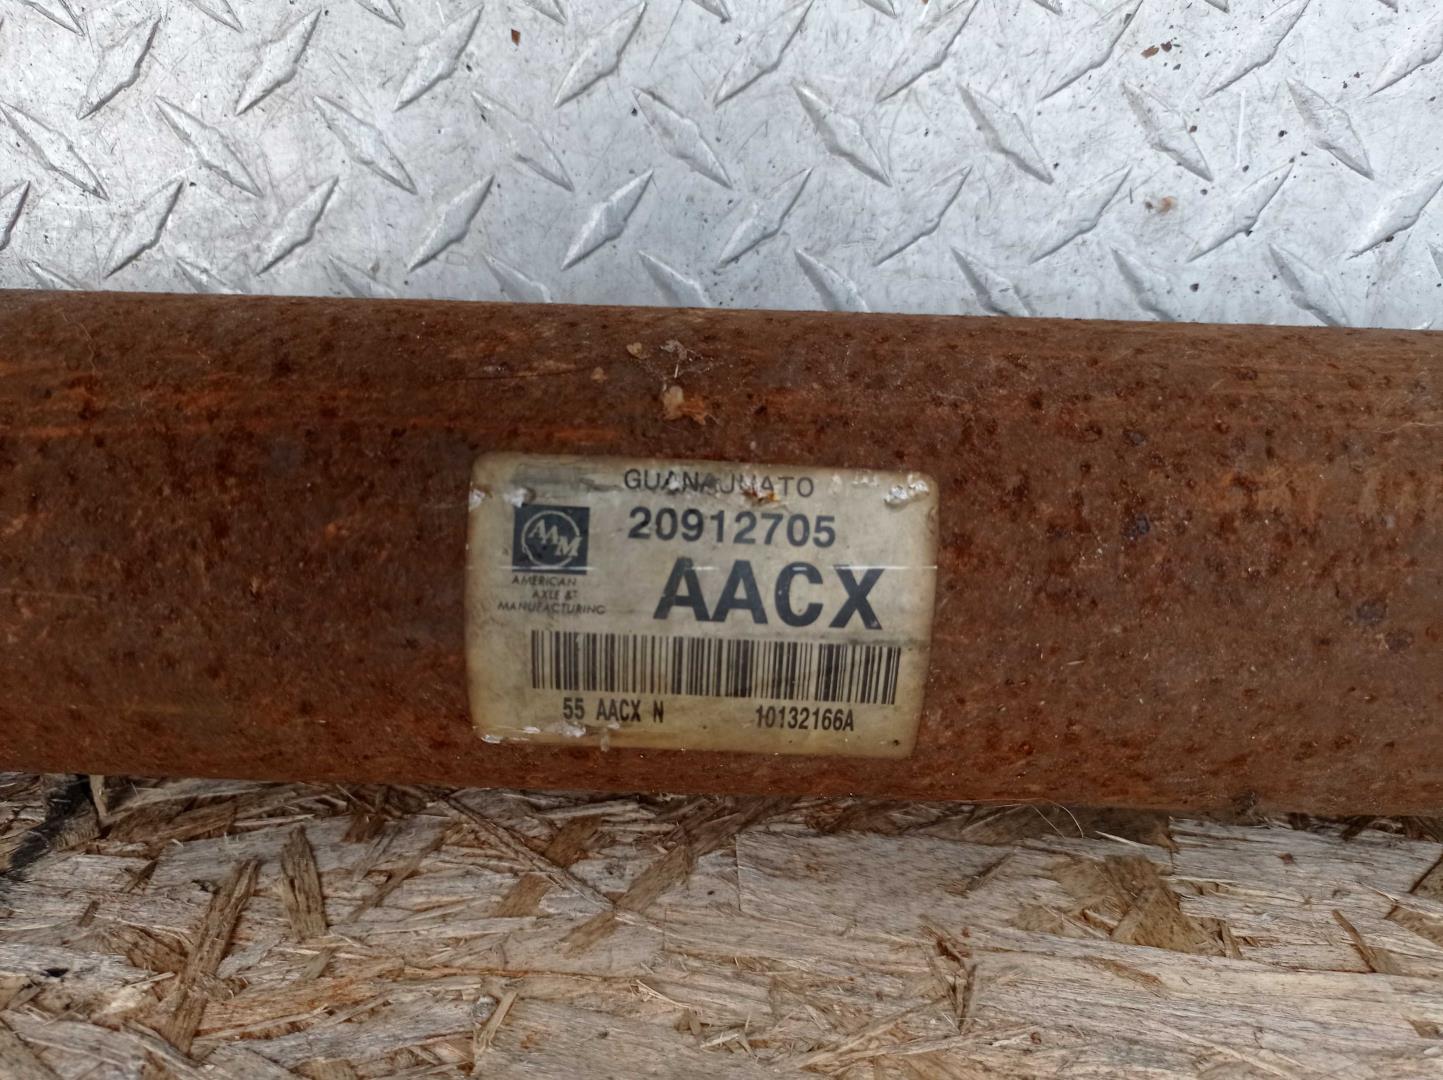 GUANAJUATO
20912705
AAM
AACX
AMERICAN
AXLE &
MANUFACTURING
55 AACX N 10132166A